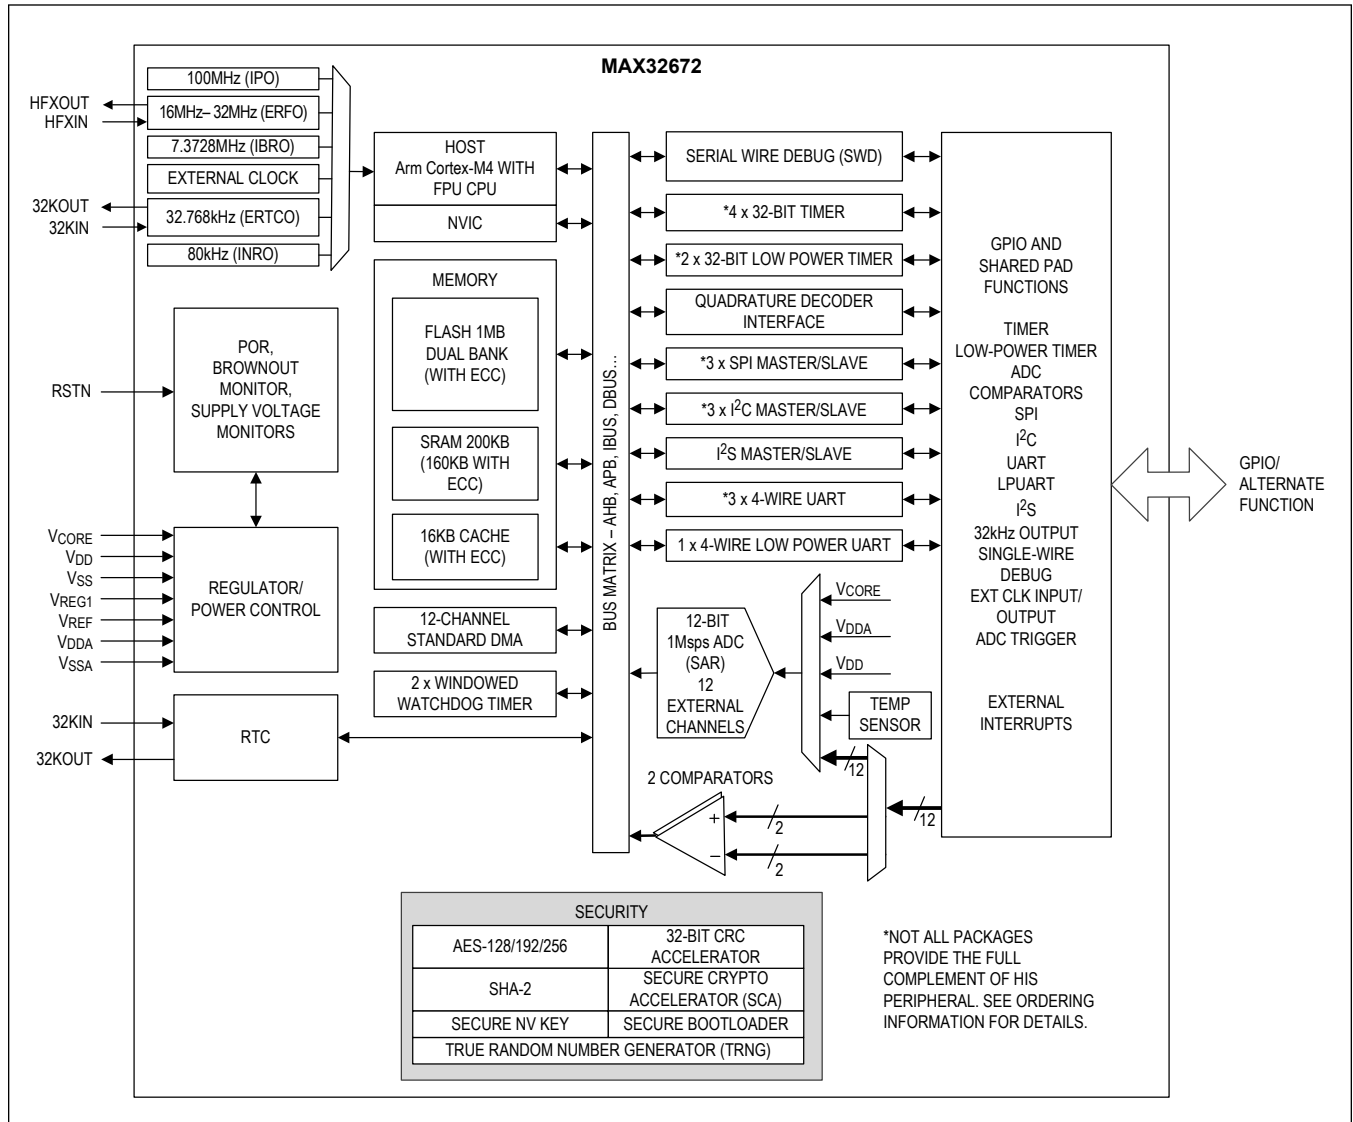 MAX32672
100MHz (IPO)
HFXOUT
HFXIN
16MHz– 32MHz (ERFO)
7.3728MHz (IBRO)
EXTERNAL CLOCK
32KOUT
32KIN
32.768kHz (ERTCO)
80kHz (INRO)
HOST
Arm Cortex-M4 WITH
FPU CPU
NVIC
MEMORY
FLASH 1MB
DUAL BANK
(WITH ECC)
SRAM 200KB
(160KB WITH
ECC)
16KB CACHE
(WITH ECC)
12-CHANNEL
STANDARD DMA
2 x WINDOWED
WATCHDOG TIMER
RSTN
POR,
BROWNOUT
MONITOR,
SUPPLY VOLTAGE
MONITORS
VCORE
VDD
VSS
VREG1
VREF
VDDA
VSSA
REGULATOR/
POWER CONTROL
32KIN
32KOUT
RTC
BUS MATRIX – AHB, APB, IBUS, DBUS...
SERIAL WIRE DEBUG (SWD)
*4 x 32-BIT TIMER
*2 x 32-BIT LOW POWER TIMER
QUADRATURE DECODER
INTERFACE
*3 x SPI MASTER/SLAVE
*3 x I2C MASTER/SLAVE
I2S MASTER/SLAVE
*3 x 4-WIRE UART
1 x 4-WIRE LOW POWER UART
12-BIT
1Msps ADC
(SAR)
12
EXTERNAL
CHANNELS
VCORE
VDDA
VDD
TEMP
SENSOR
12
2 COMPARATORS
+
–
2
2
12
GPIO AND
SHARED PAD
FUNCTIONS
TIMER
LOW-POWER TIMER
ADC
COMPARATORS
SPI
I2C
UART
LPUART
I2S
32kHz OUTPUT
SINGLE-WIRE
DEBUG
EXT CLK INPUT/
OUTPUT
ADC TRIGGER
EXTERNAL
INTERRUPTS
GPIO/
ALTERNATE
FUNCTION
SECURITY
AES-128/192/256
32-BIT CRC
ACCELERATOR
SHA-2
SECURE CRYPTO
ACCELERATOR (SCA)
SECURE NV KEY
SECURE BOOTLOADER
TRUE RANDOM NUMBER GENERATOR (TRNG)
*NOT ALL PACKAGES
PROVIDE THE FULL
COMPLEMENT OF HIS
PERIPHERAL. SEE ORDERING
INFORMATION FOR DETAILS.